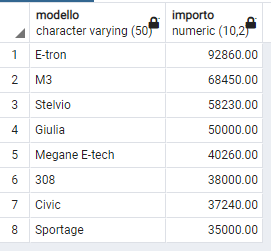 modello importo
character varying (50) numeric (10,2)
1 E-tron 92860.00
2 M3 68450.00
3 Stelvio 58230.00
4 Giulia 50000.00
5 Megane E-tech 40260.00
6 308 38000.00
7 Civic 37240.00
8 Sportage 35000.00